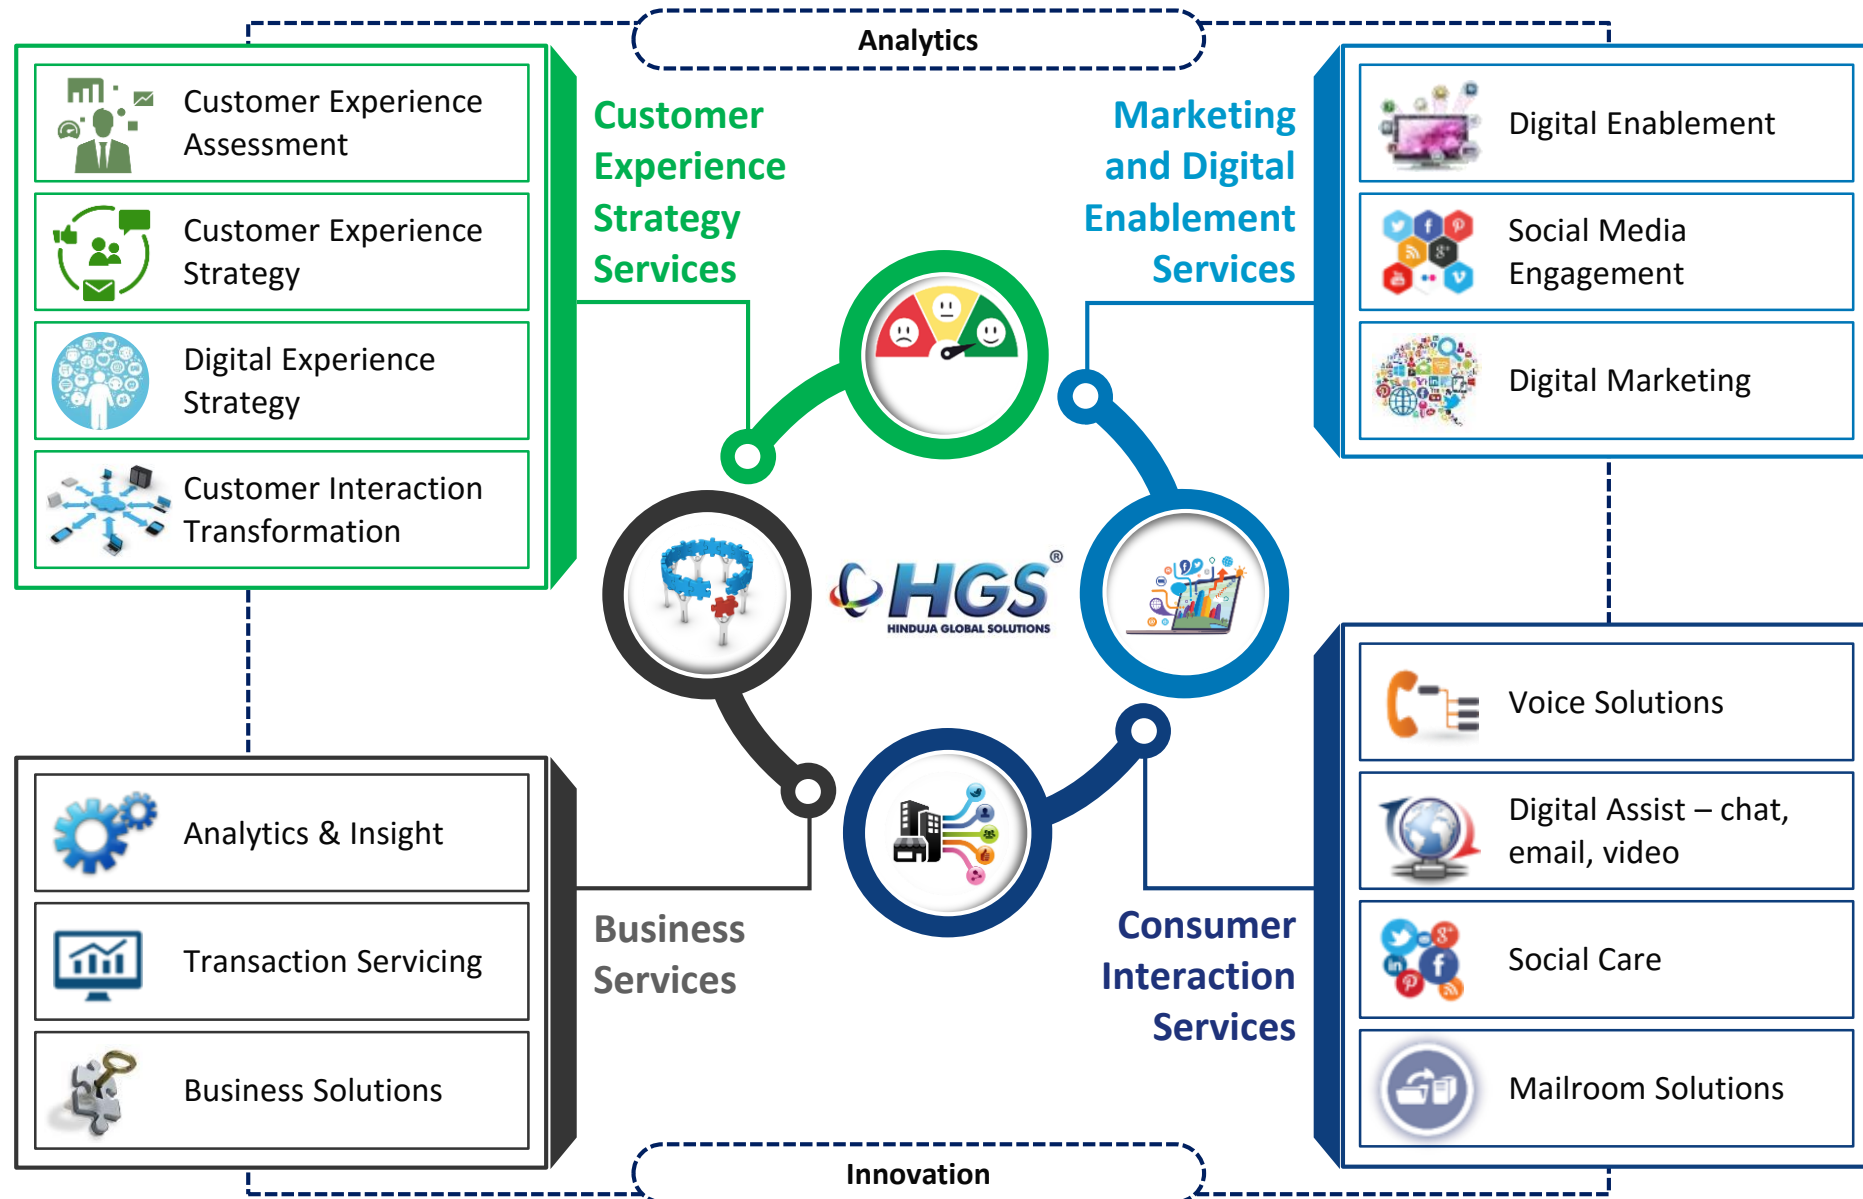 Analytics
Customer Experience
Assessment
Customer Experience
Strategy
Digital Experience
Strategy
Customer Interaction
Transformation
Customer
Experience
Strategy
Services
Marketing
and Digital
Enablement
Services
Digital Enablement
Social Media
Engagement
Digital Marketing
HGS®
HINDUJA GLOBAL SOLUTIONS
Analytics & Insight
Transaction Servicing
Business Solutions
Business
Services
Consumer
Interaction
Services
Voice Solutions
Digital Assist – chat,
email, video
Social Care
Mailroom Solutions
Innovation